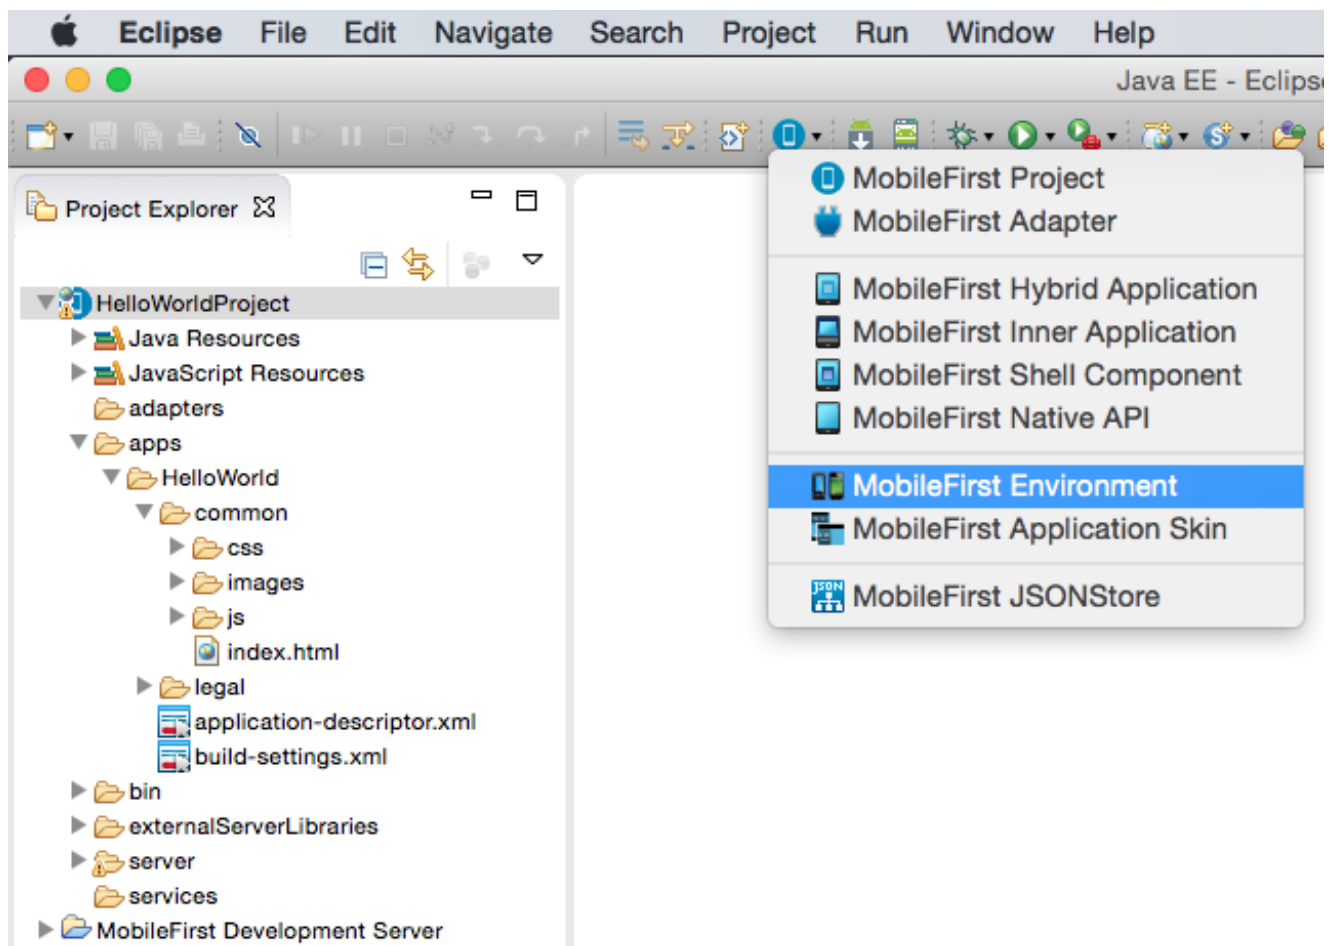 Eclipse File Edit Navigate Search Project Run Window Help
Java EE - Eclips
Project Explorer
MobileFirst Project
MobileFirst Adapter
MobileFirst Hybrid Application
MobileFirst Inner Application
MobileFirst Shell Component
MobileFirst Native API
MobileFirst Environment
MobileFirst Application Skin
JSON
MobileFirst JSONStore
HelloWorldProject
Java Resources
JavaScript Resources
adapters
apps
HelloWorld
common
css
images
js
index.html
legal
application-descriptor.xml
build-settings.xml
bin
externalServerLibraries
server
services
MobileFirst Development Server